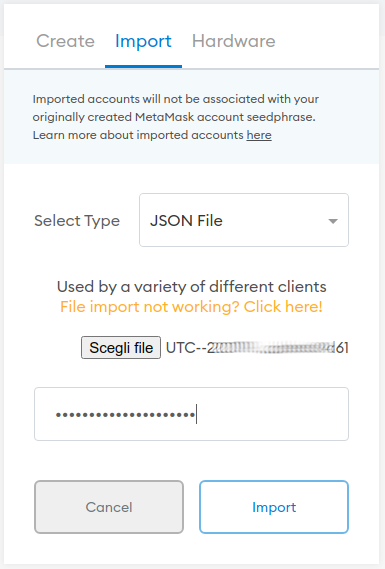 Create Import Hardware
Imported accounts will not be associated with your
originally created MetaMask account seedphrase.
Learn more about imported accounts here
Select Type JSON File
Used by a variety of different clients
File import not working? Click here!
Scegli file UTC--2
•••••••••••••••••••••
Cancel Import